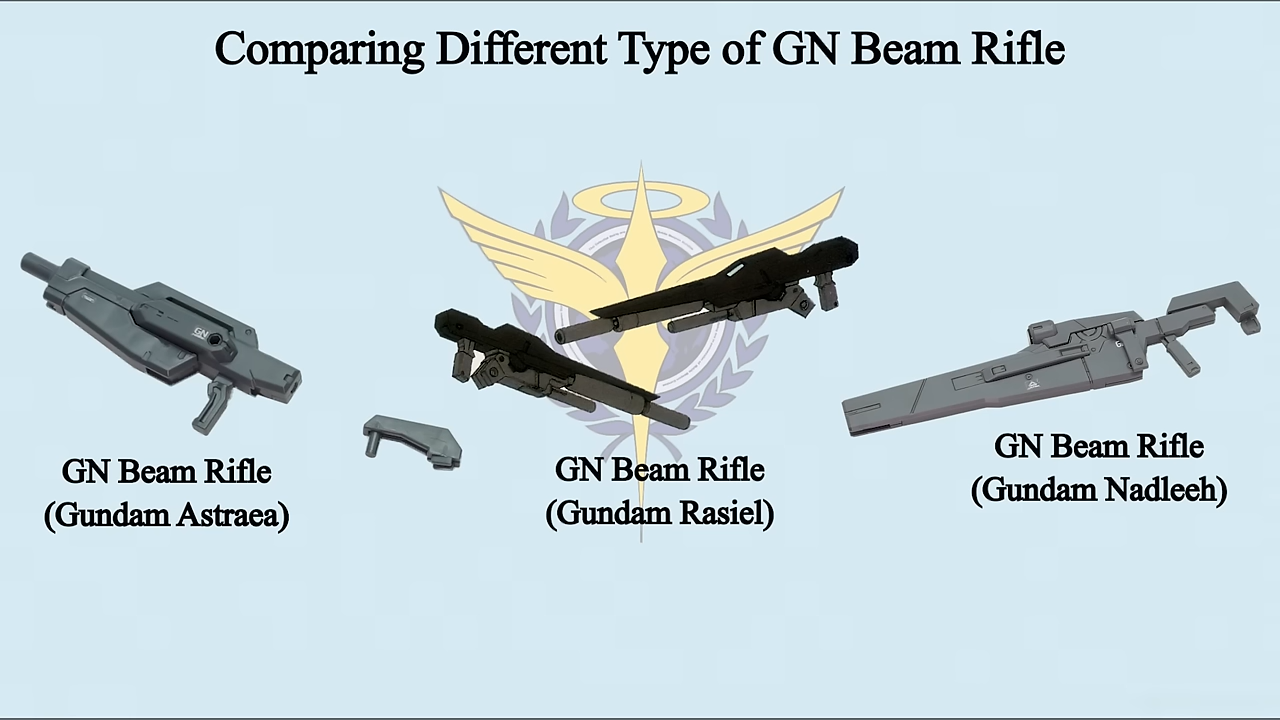 Comparing Different Type of GN Beam Rifle
GN
GN Beam Rifle
(Gundam Astraea)
GN Beam Rifle
(Gundam Rasiel)
GN Beam Rifle
(Gundam Nadleeh)